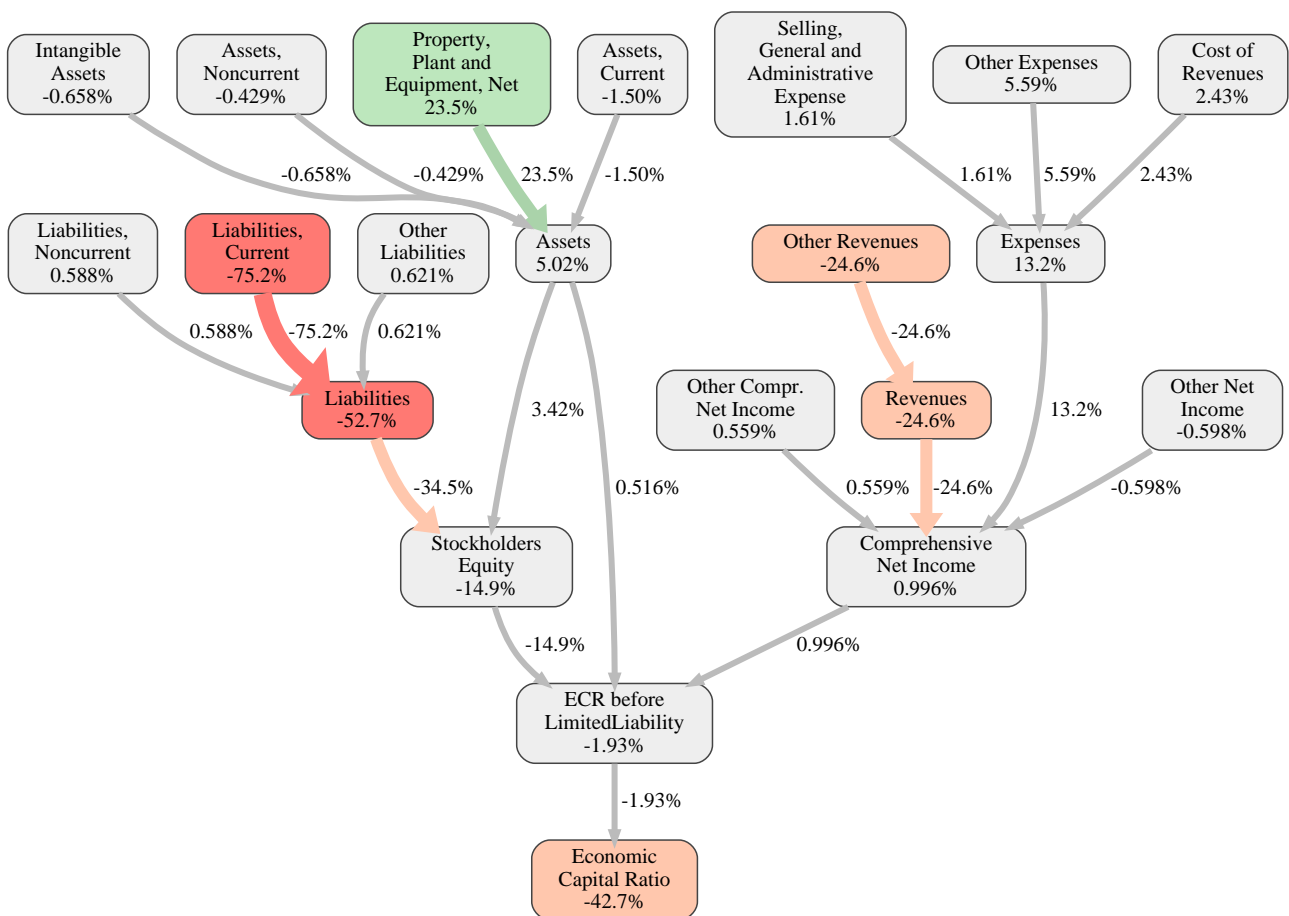 Intangible
Assets
-0.658%
Assets,
Noncurrent
-0.429%
Property,
Plant and
Equipment, Net
23.5%
Assets,
Current
-1.50%
Selling,
General and
Administrative
Expense
1.61%
Other Expenses
5.59%
Cost of
Revenues
2.43%
-0.658%
-0.429%
23.5%
-1.50%
1.61%
5.59%
2.43%
Liabilities,
Noncurrent
0.588%
Liabilities,
Current
-75.2%
Other
Liabilities
0.621%
Assets
5.02%
Other Revenues
-24.6%
Expenses
13.2%
0.588%
-75.2%
0.621%
-24.6%
Liabilities
-52.7%
3.42%
Other Compr.
Net Income
0.559%
Revenues
-24.6%
13.2%
Other Net
Income
-0.598%
-34.5%
0.516%
0.559%
-24.6%
-0.598%
Stockholders
Equity
-14.9%
Comprehensive
Net Income
0.996%
-14.9%
0.996%
ECR before
LimitedLiability
-1.93%
-1.93%
Economic
Capital Ratio
-42.7%